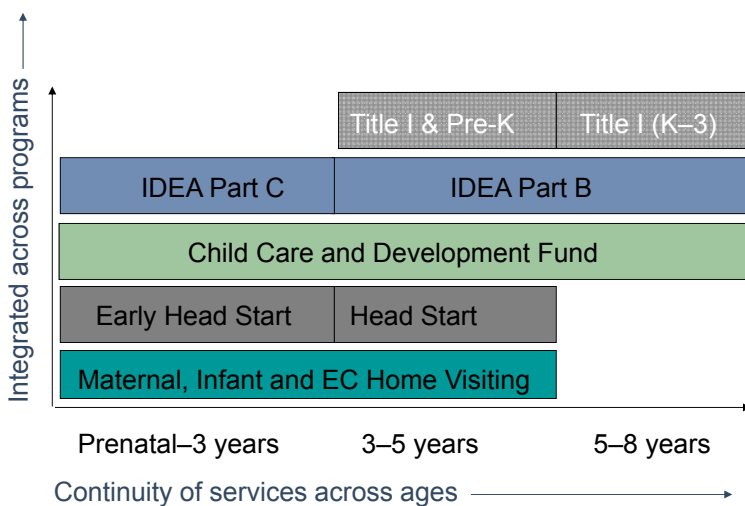 Integrated across programs
Title I & Pre-K
Title I (K–3)
IDEA Part C
IDEA Part B
Child Care and Development Fund
Early Head Start
Head Start
Maternal, Infant and EC Home Visiting
Prenatal–3 years
3–5 years
5–8 years
Continuity of services across ages